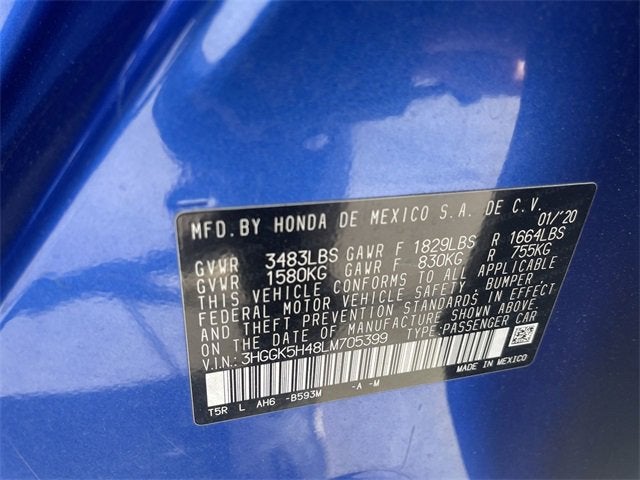 MFD.BY HONDA DE MEXICO S.A. DE C.V.
01/'20
GVWR 3483LBS GAWR F 1829LBS R 1664LBS
GVWR 1580KG GAWR F 830KG R 755KG
THIS VEHICLE CONFORMS TO ALL APPLICABLE
FEDERAL MOTOR VEHICLE SAFETY, BUMPER
AND THEFT PREVENTION STANDARDS IN EFFECT
ON THE DATE OF MANUFACTURE SHOWN ABOVE.
V.I.N.: 3HGGK5H48LM705399 TYPE:PASSENGER CAR
MADE IN MEXICO
T5R L AH6 -B593M -A -M